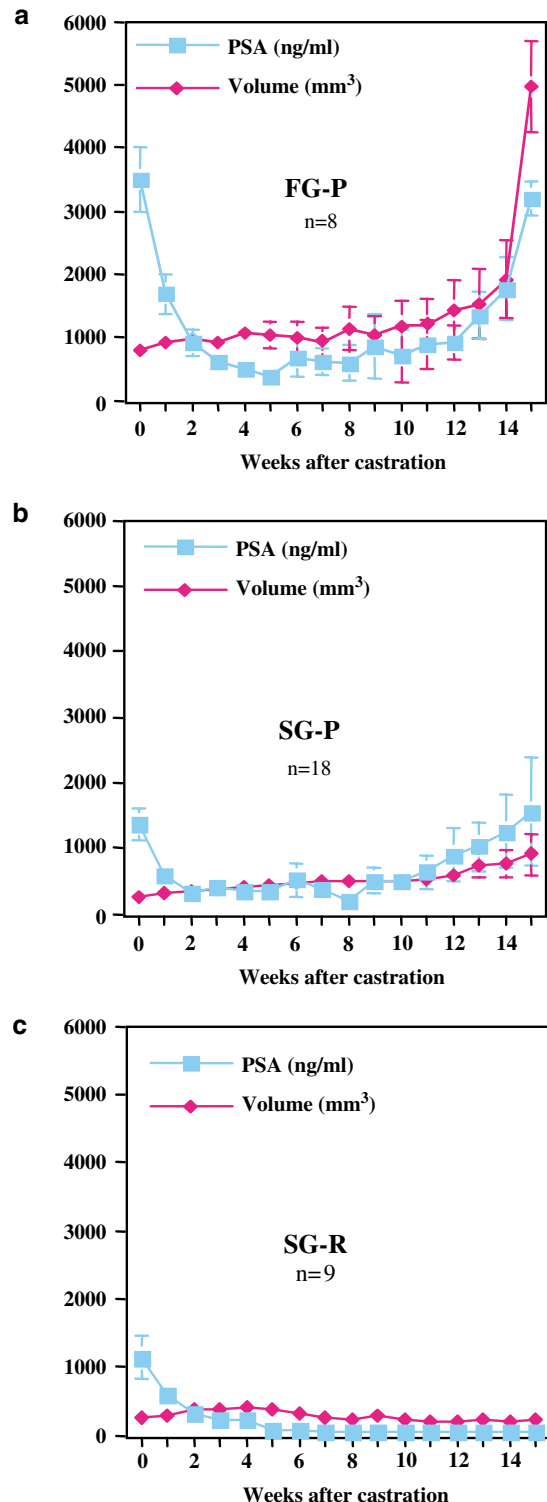 a
6000
PSA (ng/ml)
Volume (mm³)
5000
4000
FG-P
n=8
3000
2000
1000
0
0 2 4 6 8 10 12 14
Weeks after castration
b
6000
PSA (ng/ml)
Volume (mm³)
5000
4000
3000
SG-P
n=18
2000
1000
0
0 2 4 6 8 10 12 14
Weeks after castration
c
6000
PSA (ng/ml)
5000
Volume (mm³)
4000
3000
SG-R
n=9
2000
1000
0
0 2 4 6 8 10 12 14
Weeks after castration